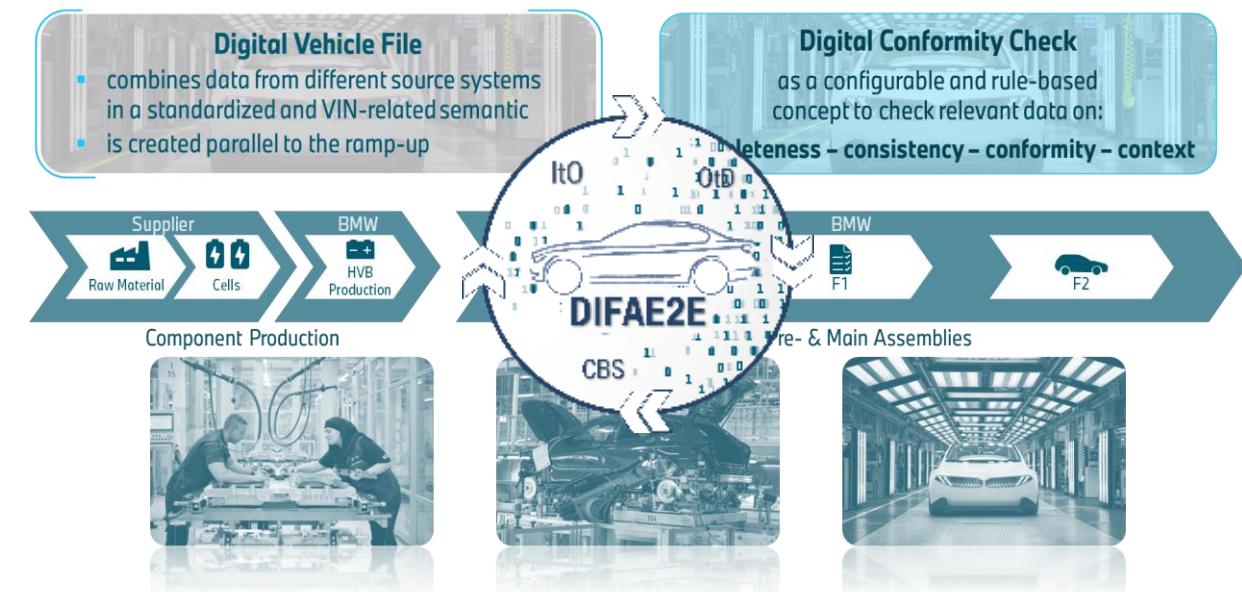 Digital Vehicle File
combines data from different source systems
in a standardized and VIN-related semantic
is created parallel to the ramp-up
Digital Conformity Check
as a configurable and rule-based
concept to check relevant data on:
leteness – consistency – conformity – context
ItO
OtD
DIFAE2E
CBS
Supplier
Raw Material
Cells
BMW
HVB
Production
BMW
F1
F2
Component Production
re- & Main Assemblies